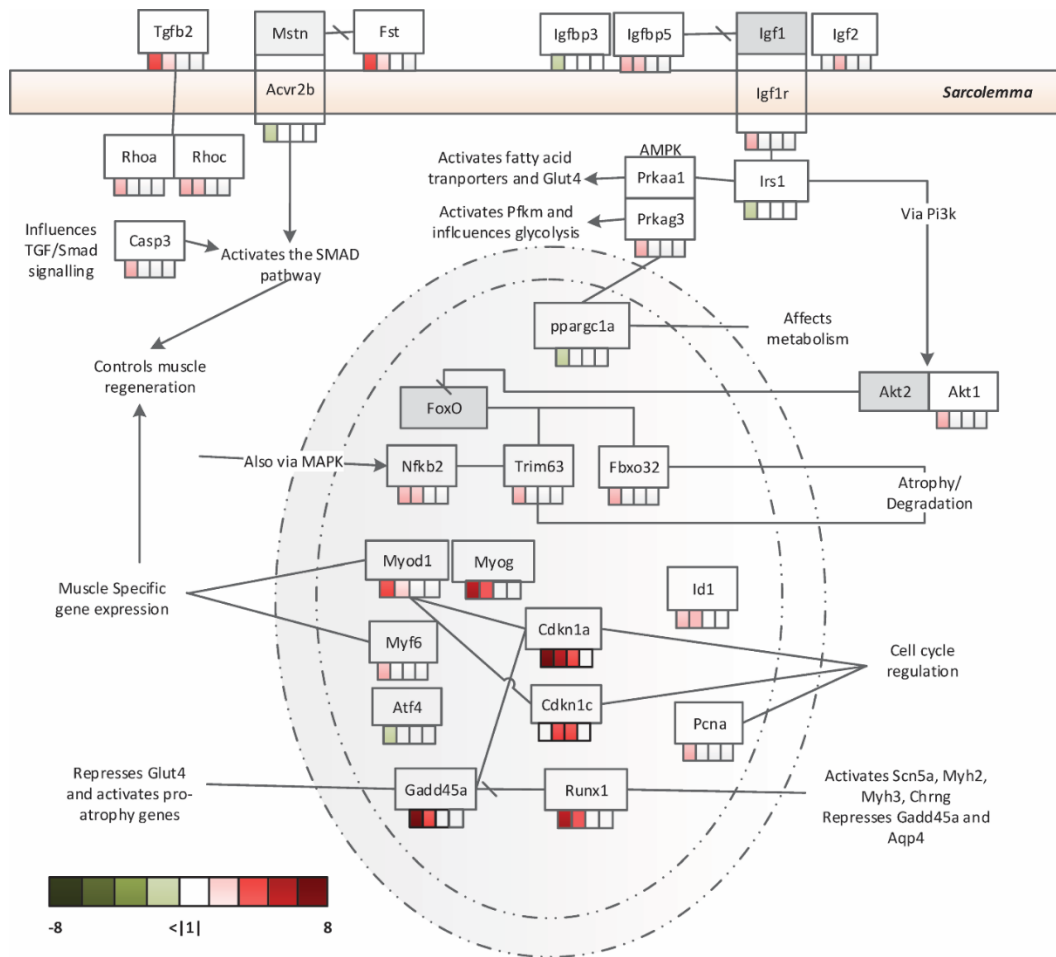 Tgfb2
Mstn
Fst
Igfbp3
Igfbp5
Igf1
Igf2
Acvr2b
Igf1r
Sarcolemma
Rhoa
Rhoc
Activates fatty acid
tranporters and Glut4
AMPK
Prkaa1
Irs1
Via Pi3k
Influences
TGF/Smad
signalling
Casp3
Activates the SMAD
pathway
Activates Pfkm and
inflcuences glycolysis
Prkag3
ppargc1a
Affects
metabolism
Controls muscle
regeneration
FoxO
Akt2
Akt1
Also via MAPK
Nfkb2
Trim63
Fbxo32
Atrophy/
Degradation
Muscle Specific
gene expression
Myod1
Myog
Id1
Myf6
Cdkn1a
Cell cycle
regulation
Atf4
Cdkn1c
Pcna
Represses Glut4
and activates pro-
atrophy genes
Gadd45a
Runx1
Activates Scn5a, Myh2,
Myh3, Chrng
Represses Gadd45a and
Aqp4
-8
<|1|
8